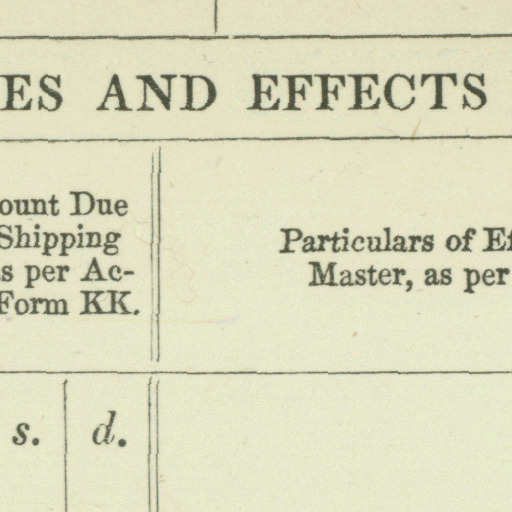 ES AND EFFECTS
ount Due
Shipping
s per Ac-
Form KK.
Particulars of Ef
Master, as per
s. d.